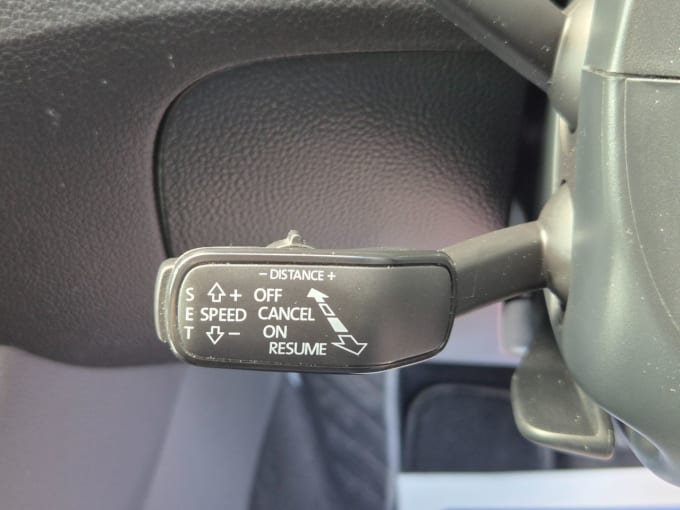 – DISTANCE +
S + OFF
E SPEED CANCEL
T – ON
RESUME